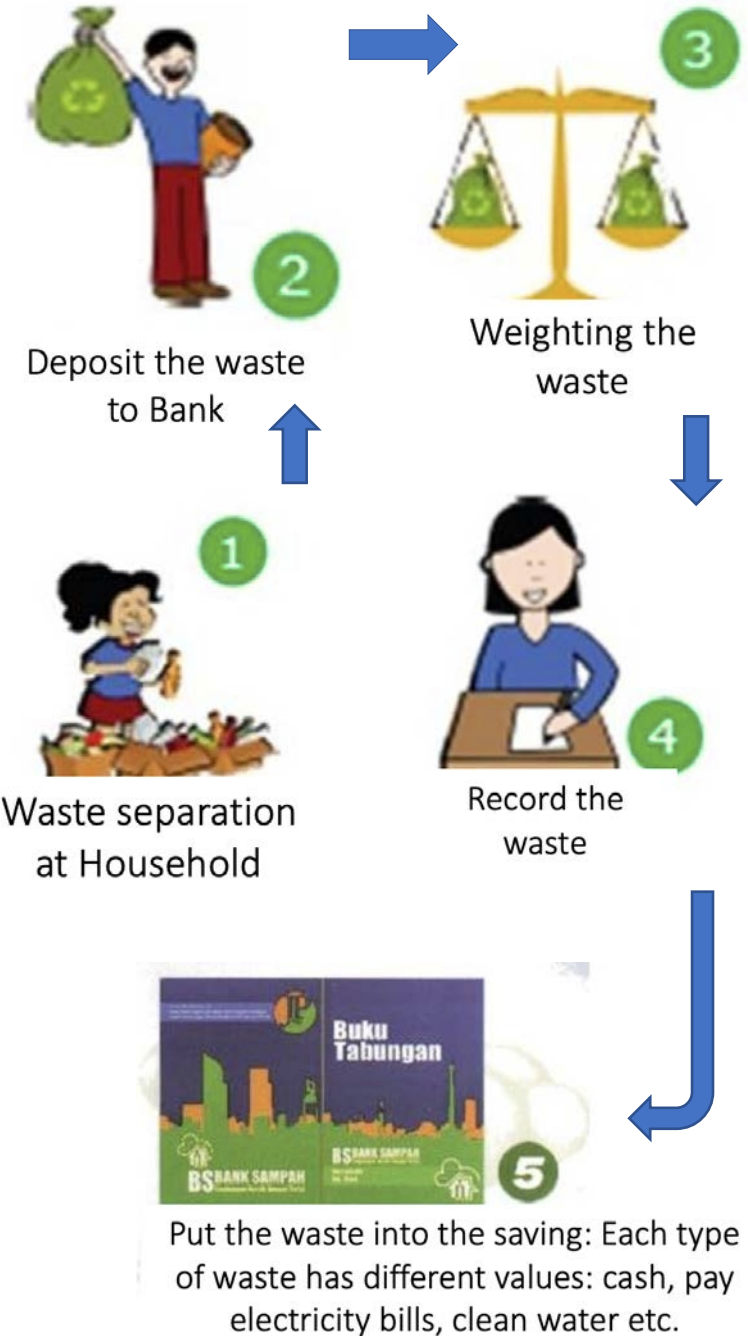 1
Waste separation
at Household
2
Deposit the waste
to Bank
3
Weighting the
waste
4
Record the
waste
Buku
Tabungan
BS BANK SAMPAH
BS BANK SAMPAH
5
Put the waste into the saving: Each type
of waste has different values: cash, pay
electricity bills, clean water etc.